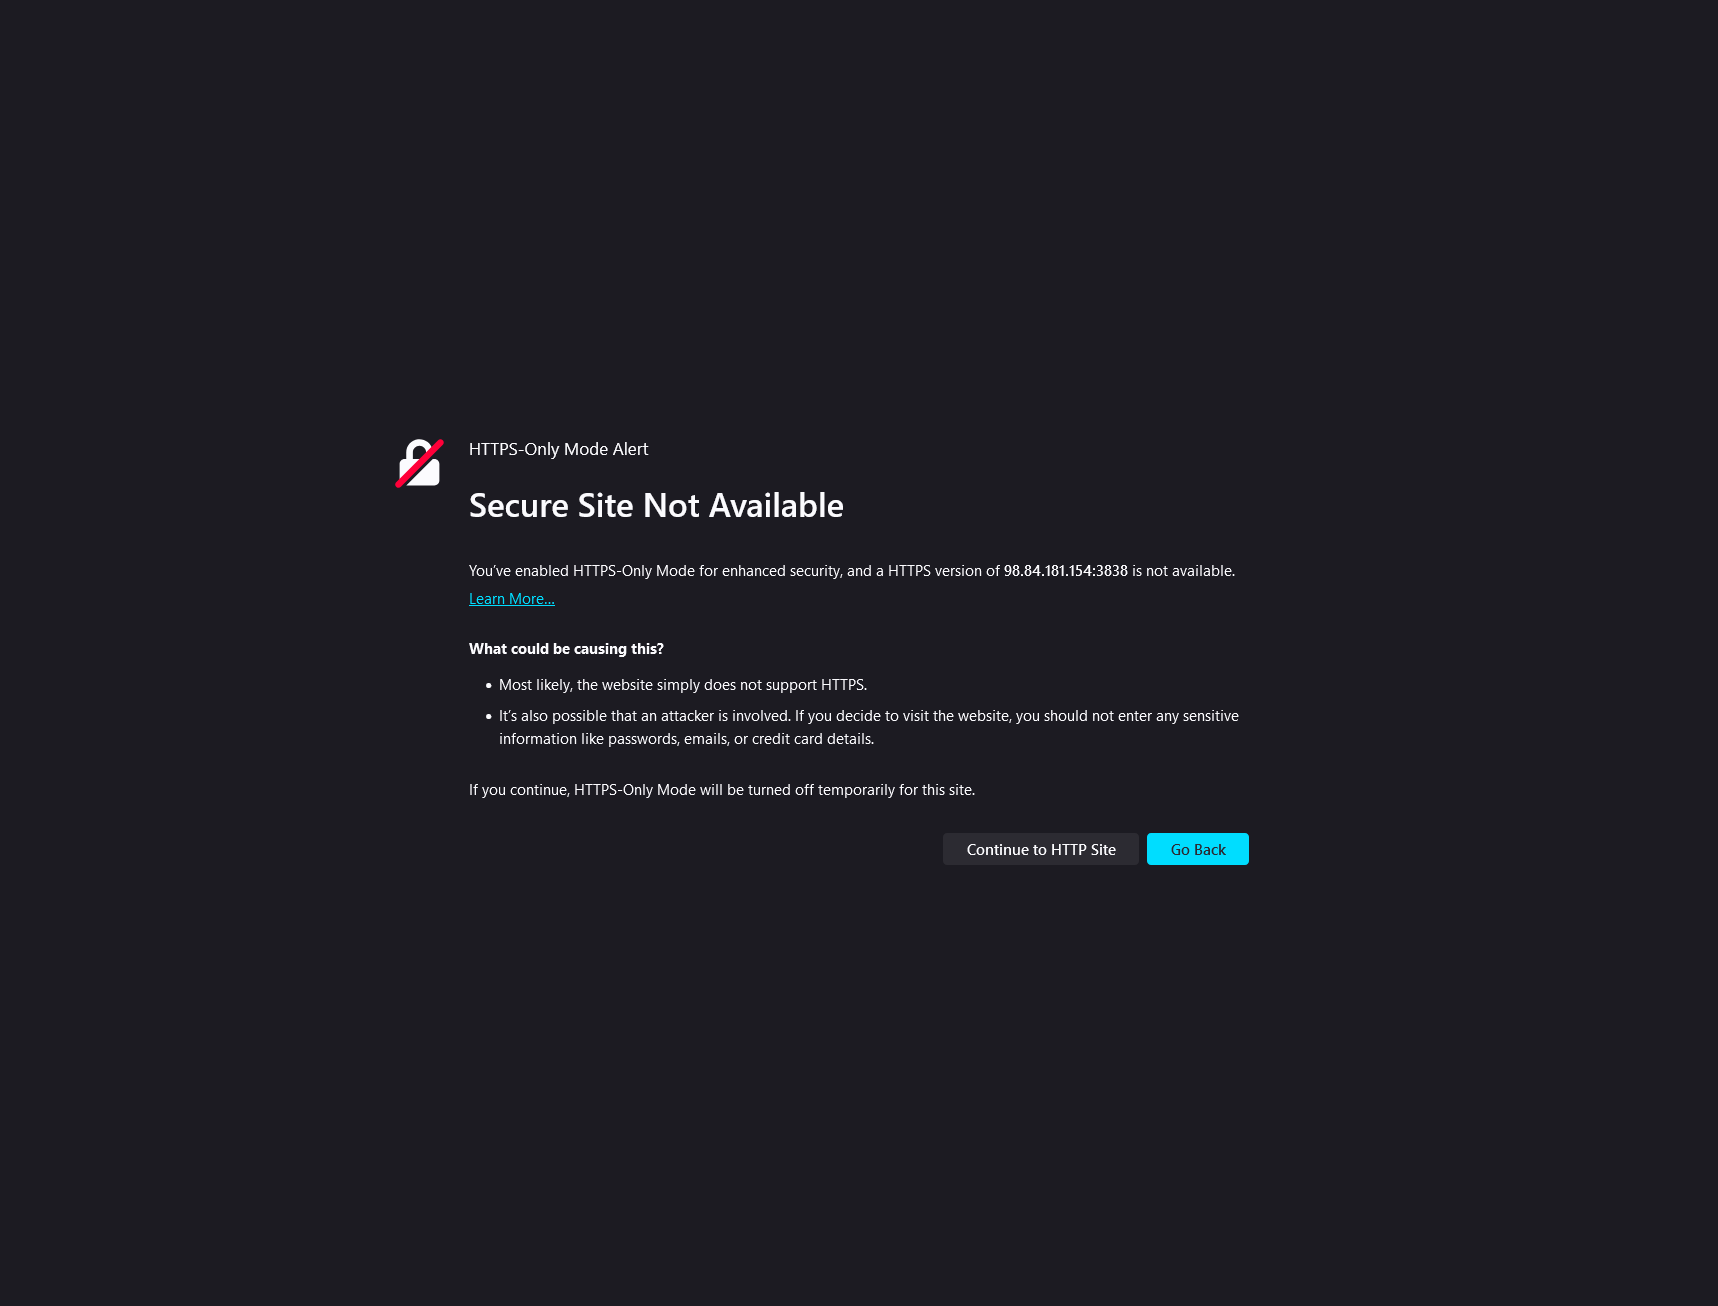 HTTPS-Only Mode Alert
Secure Site Not Available
You’ve enabled HTTPS-Only Mode for enhanced security, and a HTTPS version of 98.84.181.154:3838 is not available.
Learn More…
What could be causing this?
• Most likely, the website simply does not support HTTPS.
• It’s also possible that an attacker is involved. If you decide to visit the website, you should not enter any sensitive
information like passwords, emails, or credit card details.
If you continue, HTTPS-Only Mode will be turned off temporarily for this site.
Continue to HTTP Site Go Back